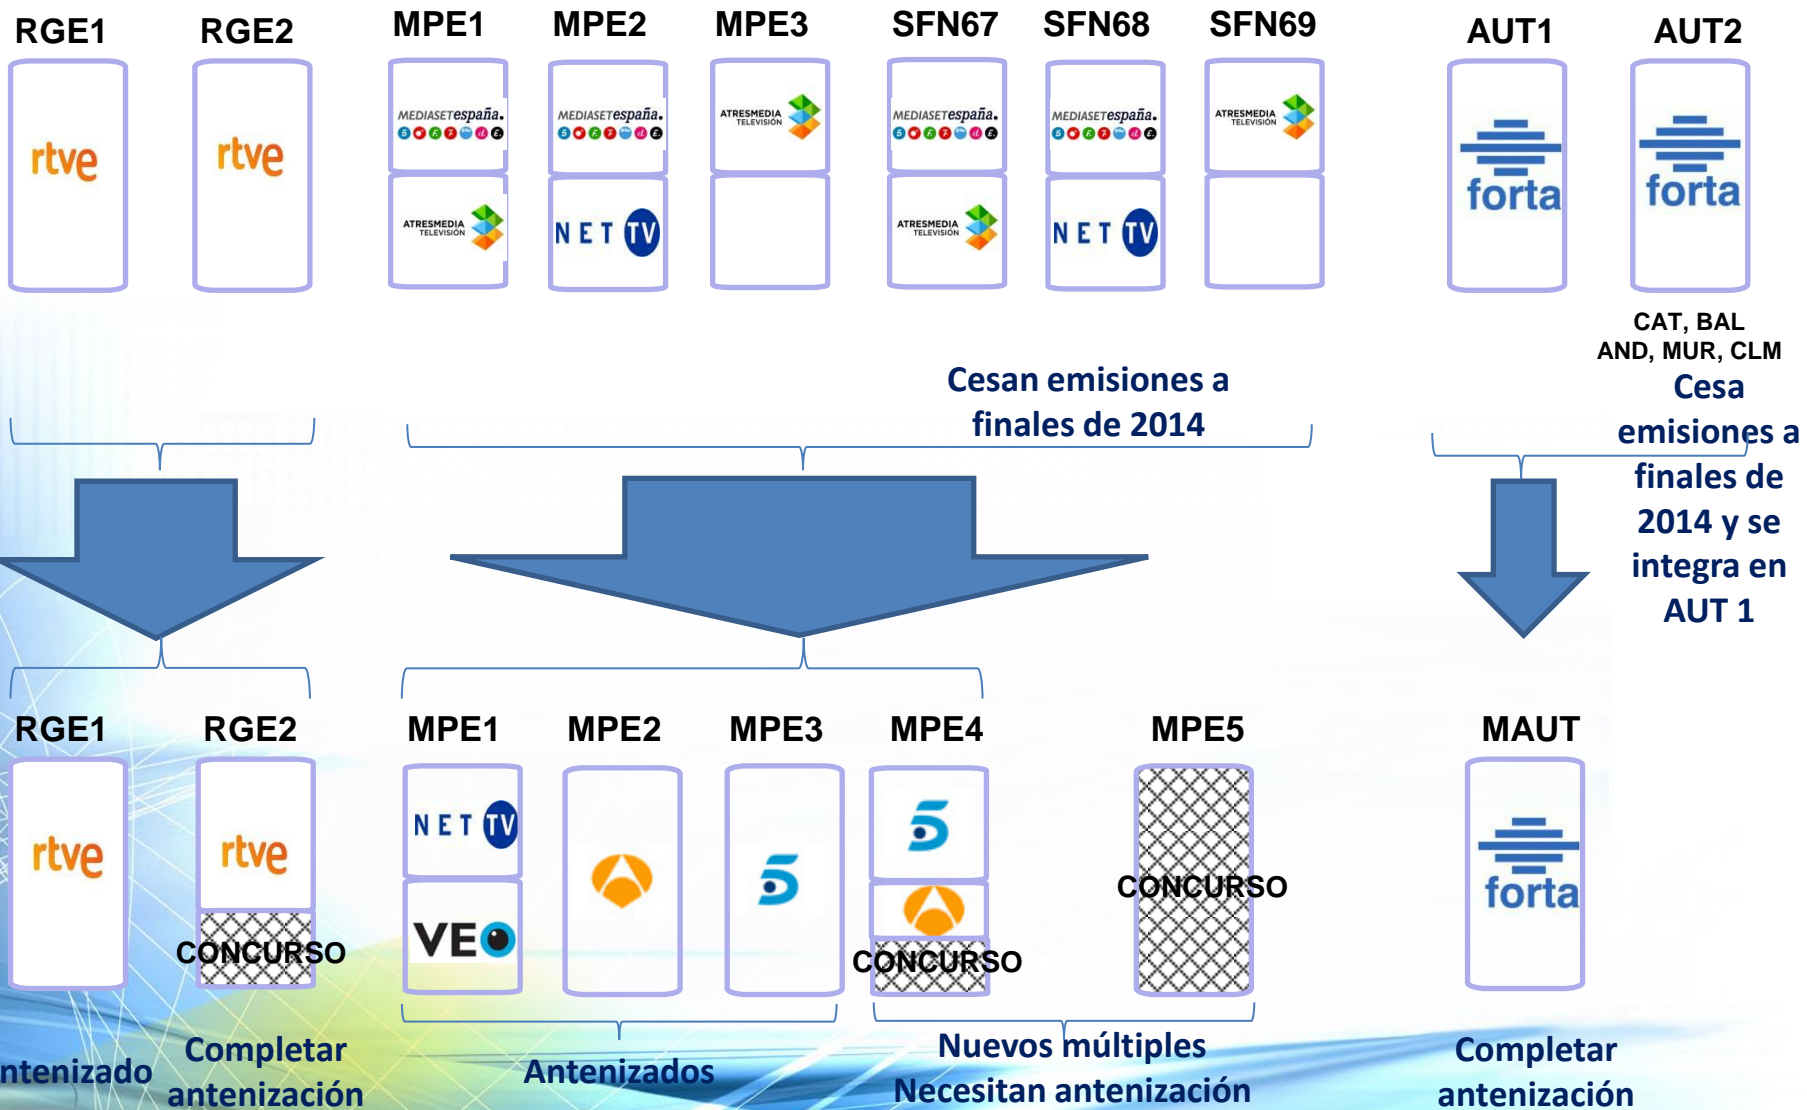 RGE1 RGE2 MPE1 MPE2 MPE3 SFN67 SFN68 SFN69 AUT1 AUT2
rtve rtve MEDIASETespaña. MEDIASETespaña. ATRESMEDIA TELEVISIÓN MEDIASETespaña. MEDIASETespaña. ATRESMEDIA TELEVISIÓN forta forta
ATRESMEDIA TELEVISIÓN NET TV ATRESMEDIA TELEVISIÓN NET TV
CAT, BAL
AND, MUR, CLM
Cesan emisiones a
finales de 2014
Cesa
emisiones a
finales de
2014 y se
integra en
AUT 1
RGE1 RGE2 MPE1 MPE2 MPE3 MPE4 MPE5 MAUT
rtve rtve NET TV 5 5 forta
CONCURSO VEO CONCURSO CONCURSO
ntenizado
Completar
antenización
Antenizados
Nuevos múltiples
Necesitan antenización
Completar
antenización